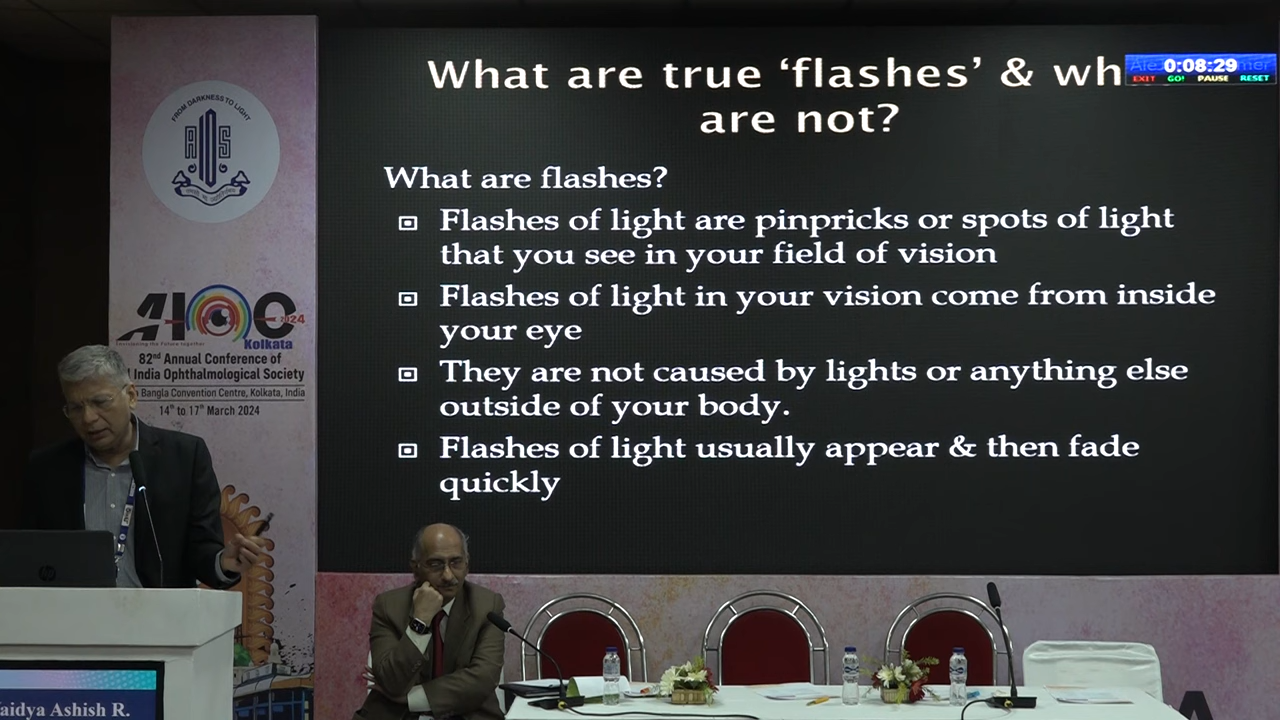 What are true ‘flashes’ & wh
are not?
0:08:29
EXIT GO! PAUSE RESET
What are flashes?
Flashes of light are pinpricks or spots of light
that you see in your field of vision
Flashes of light in your vision come from inside
your eye
They are not caused by lights or anything else
outside of your body.
Flashes of light usually appear & then fade
quickly
FROM DARKNESS TO LIGHT
AIOS
AIOC 2024
Kolkata
82nd Annual Conference of
India Ophthalmological Society
Bangla Convention Centre, Kolkata, India
14th to 17th March 2024
aidya Ashish R.
hp
A